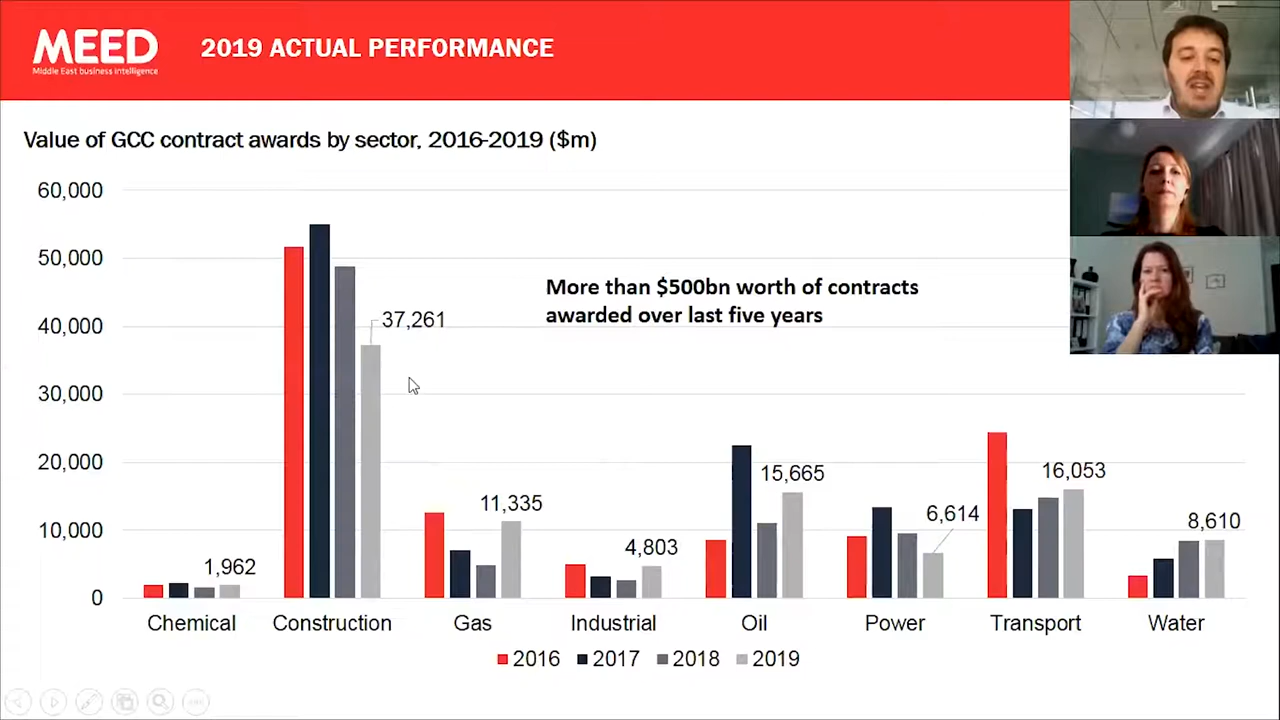 MEED
Middle East business intelligence
2019 ACTUAL PERFORMANCE
Value of GCC contract awards by sector, 2016-2019 ($m)
60,000
50,000
40,000
30,000
20,000
10,000
0
More than $500bn worth of contracts
awarded over last five years
1,962
37,261
11,335
4,803
15,665
6,614
16,053
8,610
Chemical Construction Gas Industrial Oil Power Transport Water
2016 2017 2018 2019